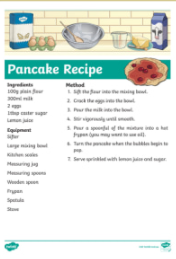 Pancake Recipe
Ingredients
100g plain flour
300ml milk
2 eggs
1tbsp caster sugar
Lemon juice
Equipment
Sifter
Large mixing bowl
Kitchen scales
Measuring jug
Measuring spoons
Wooden spoon
Frypan
Spatula
Stove
Method
1. Sift the flour into the mixing bowl.
2. Crack the eggs into the bowl.
3. Pour the milk into the bowl.
4. Stir vigorously until smooth.
5. Pour a spoonful of the mixture into a hot
frypan (you may want to use oil).
6. Turn the pancake when the bubbles begin to
pop.
7. Serve sprinkled with lemon juice and sugar.